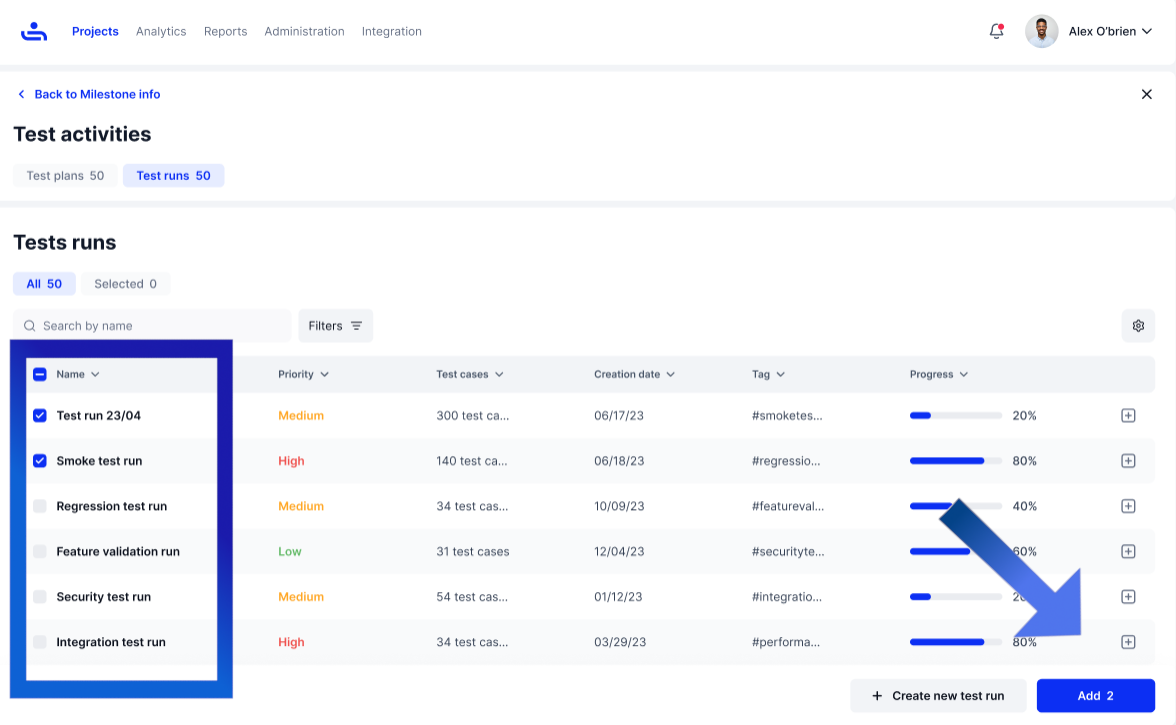 Projects Analytics Reports Administration Integration Alex O'brien
Back to Milestone info
Test activities
Test plans 50 Test runs 50
Tests runs
All 50 Selected 0
Search by name Filters
Name Priority Test cases Creation date Tag Progress
Test run 23/04 Medium 300 test ca... 06/17/23 #smoketes... 20%
Smoke test run High 140 test ca... 06/18/23 #regressio... 80%
Regression test run Medium 34 test cas... 10/09/23 #featureval... 40%
Feature validation run Low 31 test cases 12/04/23 #securityte... 60%
Security test run Medium 54 test cas... 01/12/23 #integratio...
Integration test run High 34 test cas... 03/29/23 #performa... 80%
+ Create new test run Add 2